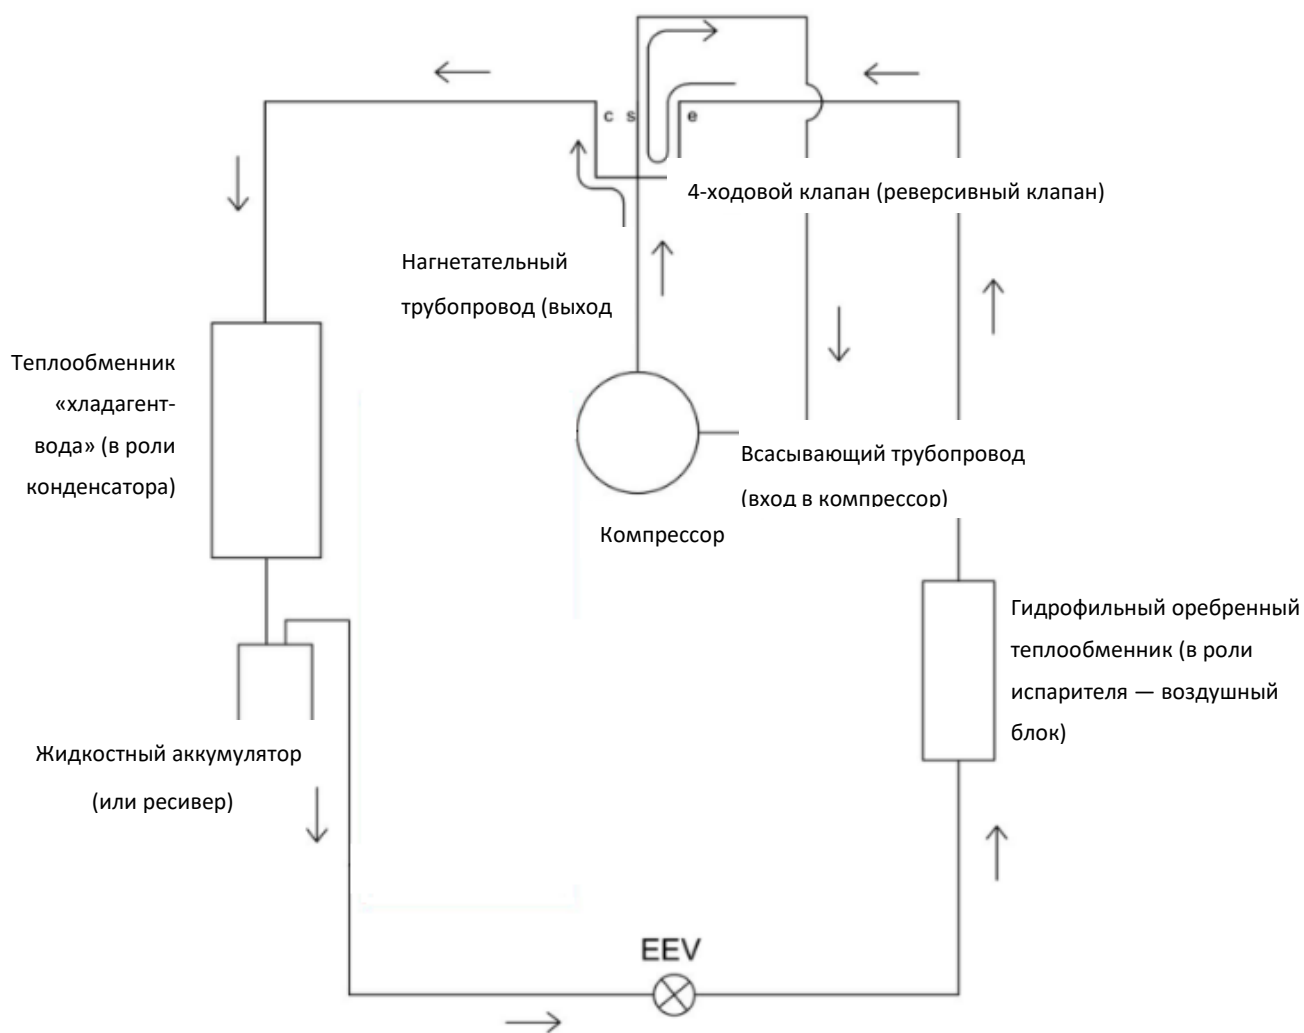 c s e
4-ходовой клапан (реверсивный клапан)
Нагнетательный
трубопровод (выход
Теплообменник
«хладагент-
вода» (в роли
конденсатора)
Всасывающий трубопровод
(вход в компрессор)
Компрессор
Гидрофильный оребренный
теплообменник (в роли
испарителя — воздушный
блок)
Жидкостный аккумулятор
(или ресивер)
EEV